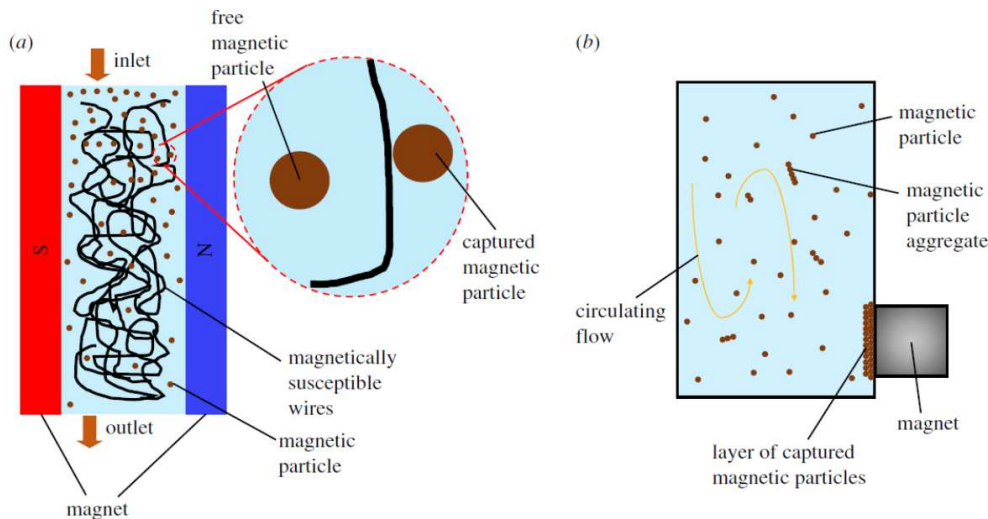 (a)
inlet
free
magnetic
particle
S
N
captured
magnetic
particle
magnetically
susceptible
wires
outlet
magnetic
particle
magnet
(b)
magnetic
particle
magnetic
particle
aggregate
circulating
flow
magnet
layer of captured
magnetic particles